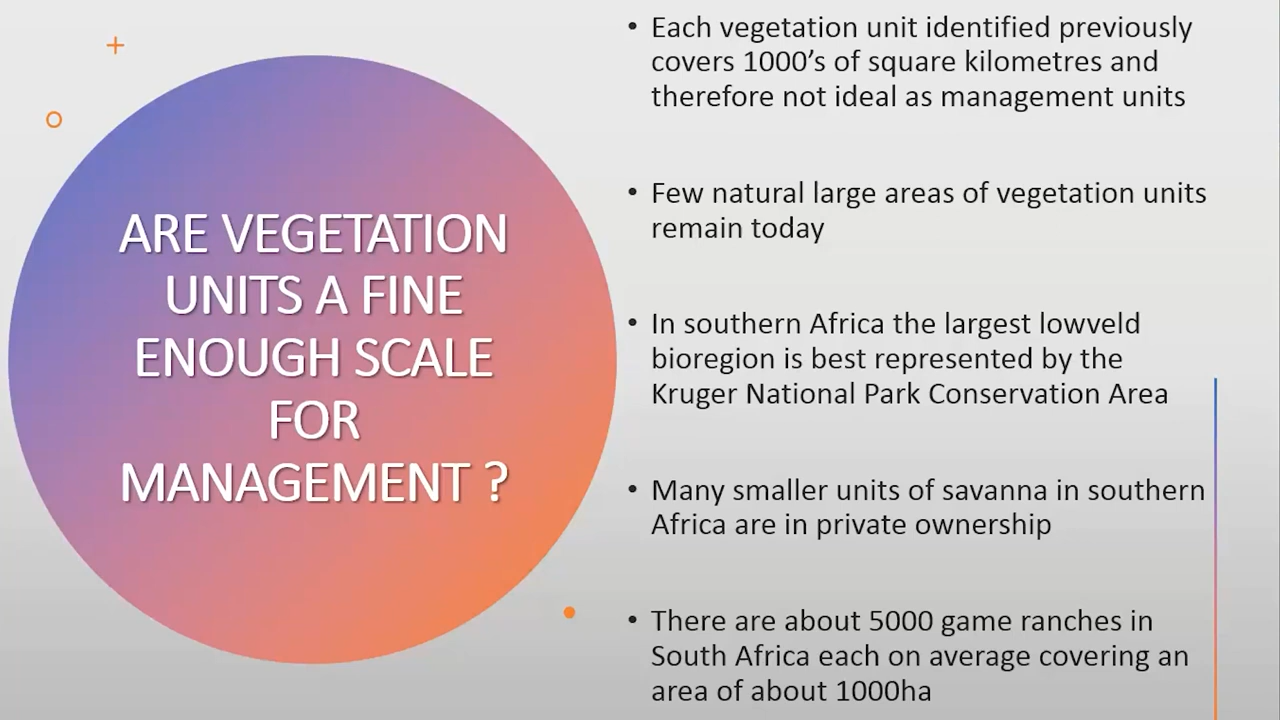 ARE VEGETATION
UNITS A FINE
ENOUGH SCALE
FOR
MANAGEMENT ?
• Each vegetation unit identified previously
covers 1000’s of square kilometres and
therefore not ideal as management units
• Few natural large areas of vegetation units
remain today
• In southern Africa the largest lowveld
bioregion is best represented by the
Kruger National Park Conservation Area
• Many smaller units of savanna in southern
Africa are in private ownership
• There are about 5000 game ranches in
South Africa each on average covering an
area of about 1000ha